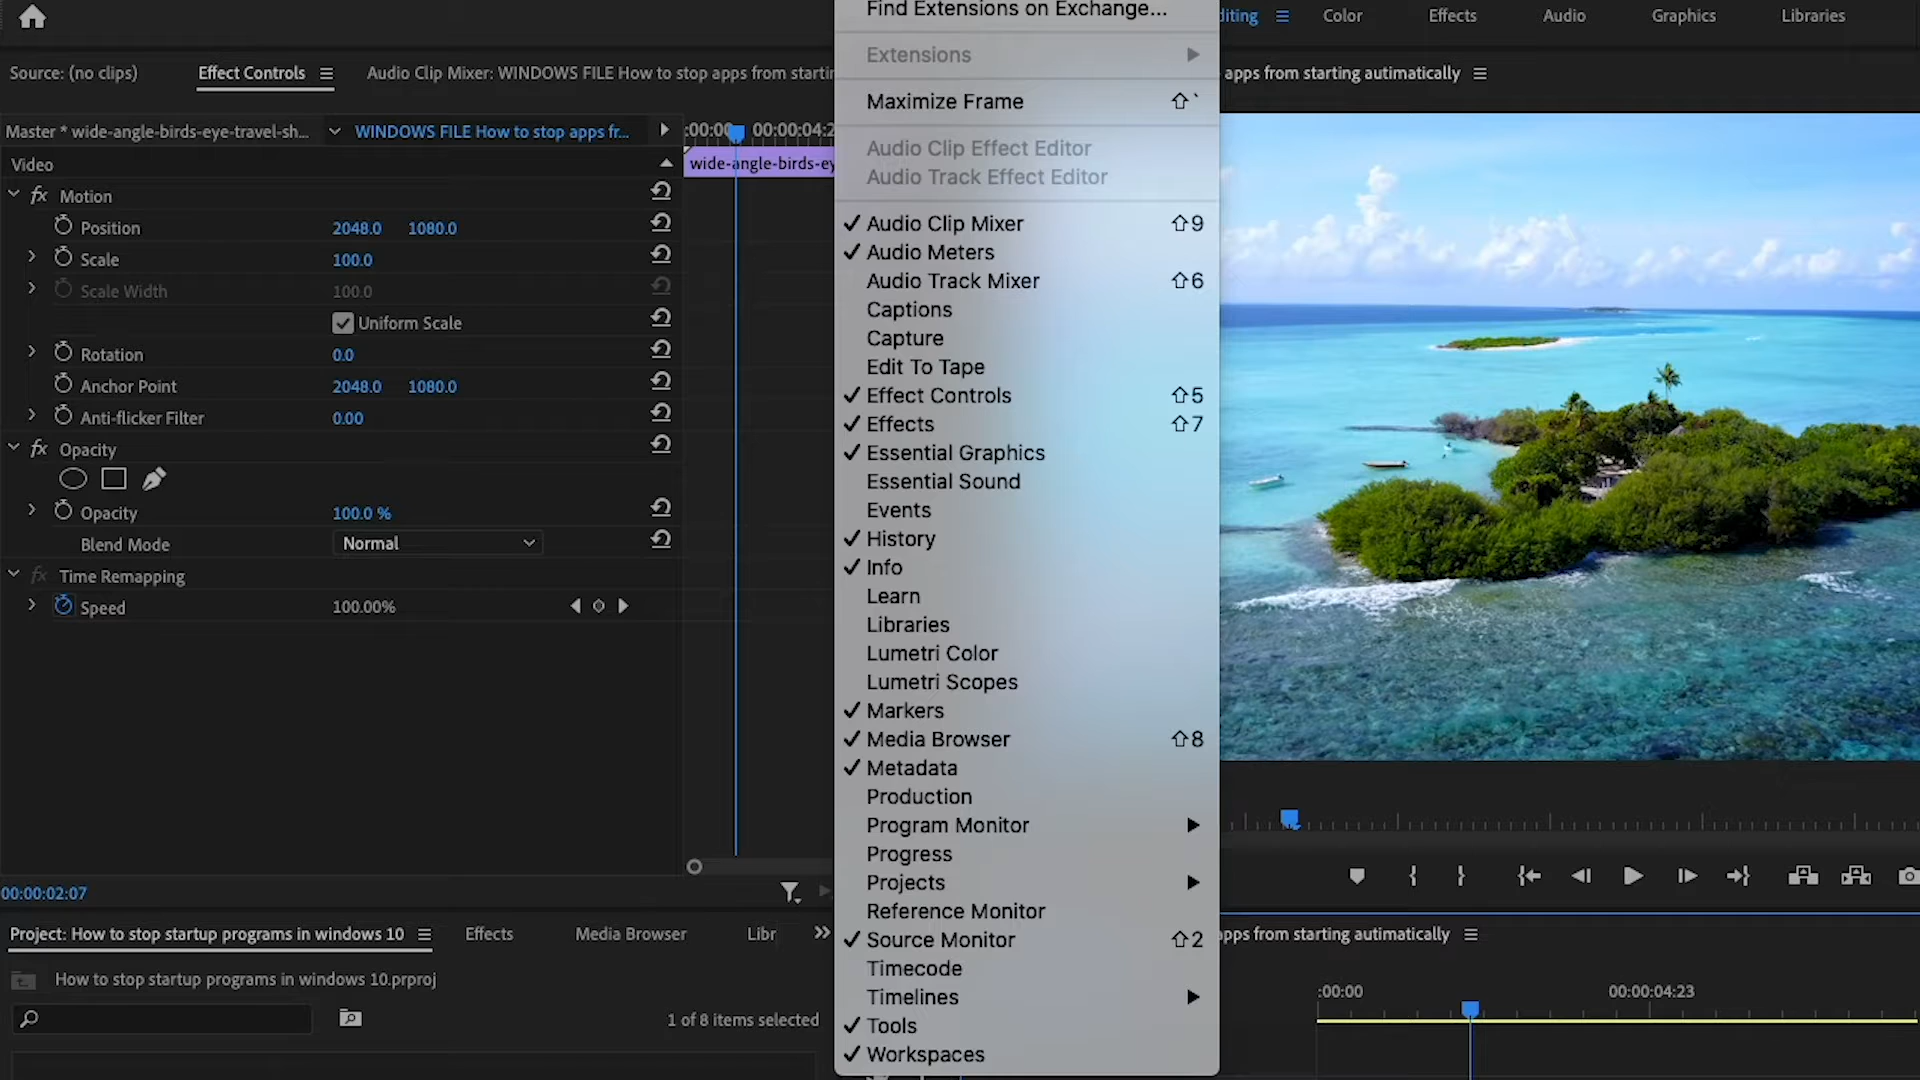 Find Extensions on Exchange...
Color
Effects
Audio
Graphics
Libraries
Source: (no clips)
Effect Controls
Audio Clip Mixer: WINDOWS FILE How to stop apps from startin
Extensions
apps from starting autimatically
Maximize Frame ⇧`
Master * wide-angle-birds-eye-travel-sh...
WINDOWS FILE How to stop apps fr...
:00:00
00:00:04:2
Video
wide-angle-birds-ey
Audio Clip Effect Editor
Audio Track Effect Editor
fx Motion
Position 2048.0 1080.0
Scale 100.0
Scale Width 100.0
Uniform Scale
Rotation 0.0
Anchor Point 2048.0 1080.0
Anti-flicker Filter 0.00
fx Opacity
Opacity 100.0 %
Blend Mode Normal
fx Time Remapping
Speed 100.00%
Audio Clip Mixer ⇧9
Audio Meters
Audio Track Mixer ⇧6
Captions
Capture
Edit To Tape
Effect Controls ⇧5
Effects ⇧7
Essential Graphics
Essential Sound
Events
History
Info
Learn
Libraries
Lumetri Color
Lumetri Scopes
Markers
Media Browser ⇧8
Metadata
Production
Program Monitor
Progress
Projects
Reference Monitor
Source Monitor ⇧2
Timecode
Timelines
Tools
Workspaces
00:00:02:07
Project: How to stop startup programs in windows 10
Effects
Media Browser
Libr
How to stop startup programs in windows 10.prproj
1 of 8 items selected
apps from starting autimatically
:00:00
00:00:04:23